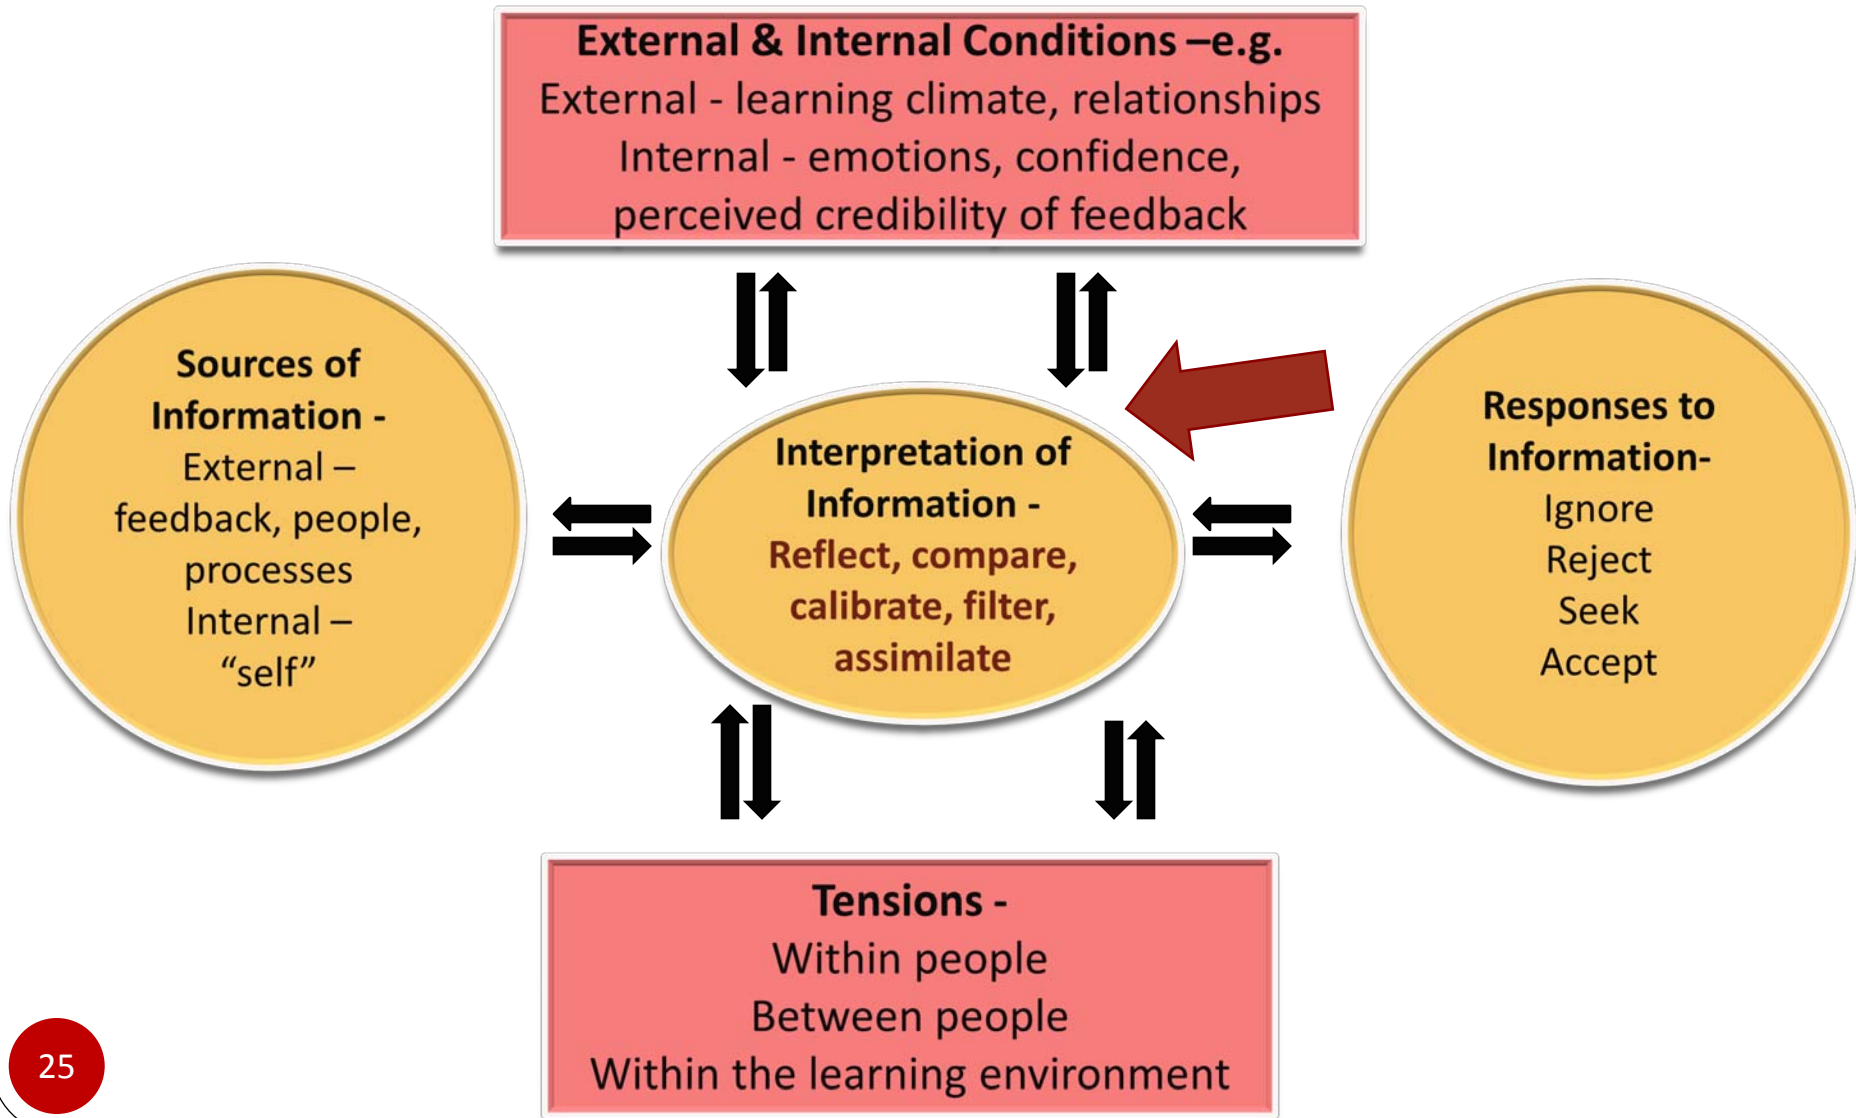 External & Internal Conditions –e.g.
External - learning climate, relationships
Internal - emotions, confidence,
perceived credibility of feedback
Sources of
Information -
External –
feedback, people,
processes
Internal –
“self”
Interpretation of
Information -
Reflect, compare,
calibrate, filter,
assimilate
Responses to
Information-
Ignore
Reject
Seek
Accept
Tensions -
Within people
Between people
Within the learning environment
25